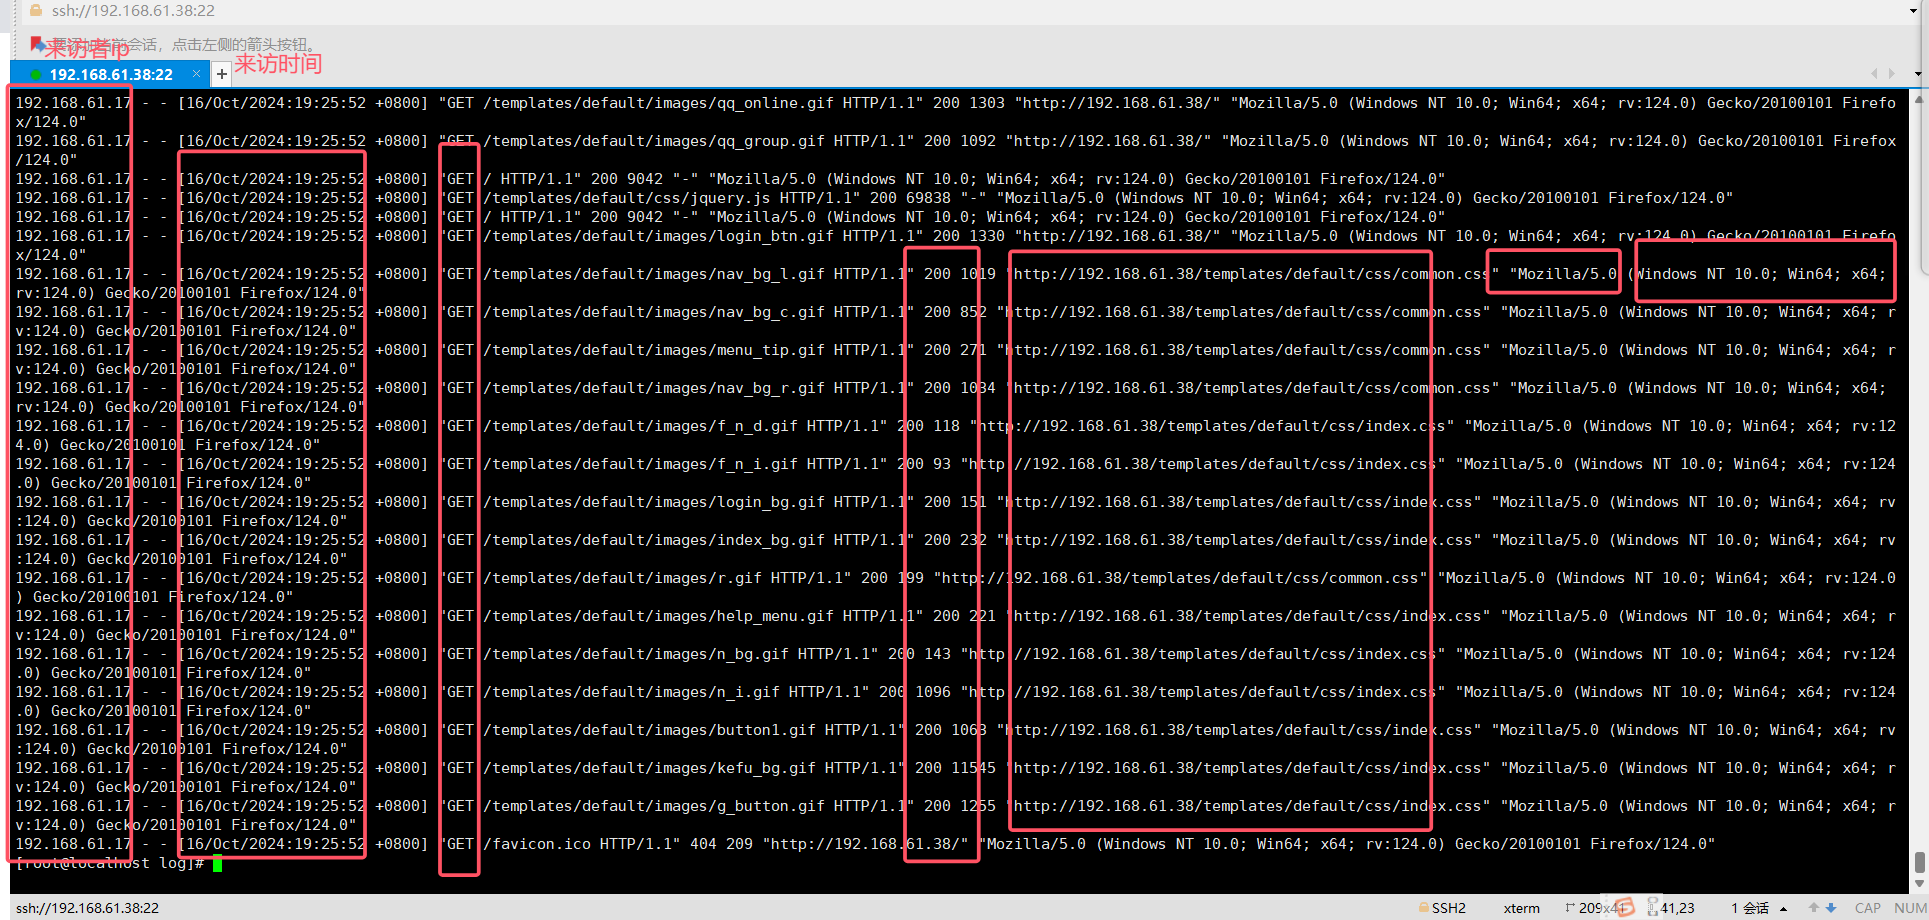 ssh://192.168.61.38:22
要添加当前会话，点击左侧的箭头按钮。
来访者ip
来访时间
192.168.61.38:22 × +
192.168.61.17 - - [16/Oct/2024:19:25:52 +0800] "GET /templates/default/images/qq_online.gif HTTP/1.1" 200 1303 "http://192.168.61.38/" "Mozilla/5.0 (Windows NT 10.0; Win64; x64; rv:124.0) Gecko/20100101 Firefo
x/124.0"
192.168.61.17 - - [16/Oct/2024:19:25:52 +0800] "GET /templates/default/images/qq_group.gif HTTP/1.1" 200 1092 "http://192.168.61.38/" "Mozilla/5.0 (Windows NT 10.0; Win64; x64; rv:124.0) Gecko/20100101 Firefox
/124.0"
192.168.61.17 - - [16/Oct/2024:19:25:52 +0800] "GET / HTTP/1.1" 200 9042 "-" "Mozilla/5.0 (Windows NT 10.0; Win64; x64; rv:124.0) Gecko/20100101 Firefox/124.0"
192.168.61.17 - - [16/Oct/2024:19:25:52 +0800] "GET /templates/default/css/jquery.js HTTP/1.1" 200 69838 "-" "Mozilla/5.0 (Windows NT 10.0; Win64; x64; rv:124.0) Gecko/20100101 Firefox/124.0"
192.168.61.17 - - [16/Oct/2024:19:25:52 +0800] "GET / HTTP/1.1" 200 9042 "-" "Mozilla/5.0 (Windows NT 10.0; Win64; x64; rv:124.0) Gecko/20100101 Firefox/124.0"
192.168.61.17 - - [16/Oct/2024:19:25:52 +0800] "GET /templates/default/images/login_btn.gif HTTP/1.1" 200 1330 "http://192.168.61.38/" "Mozilla/5.0 (Windows NT 10.0; Win64; x64; rv:124.0) Gecko/20100101 Firefo
x/124.0"
192.168.61.17 - - [16/Oct/2024:19:25:52 +0800] "GET /templates/default/images/nav_bg_l.gif HTTP/1.1" 200 1019 "http://192.168.61.38/templates/default/css/common.css" "Mozilla/5.0 (Windows NT 10.0; Win64; x64;
rv:124.0) Gecko/20100101 Firefox/124.0"
192.168.61.17 - - [16/Oct/2024:19:25:52 +0800] "GET /templates/default/images/nav_bg_c.gif HTTP/1.1" 200 852 "http://192.168.61.38/templates/default/css/common.css" "Mozilla/5.0 (Windows NT 10.0; Win64; x64; r
v:124.0) Gecko/20100101 Firefox/124.0"
192.168.61.17 - - [16/Oct/2024:19:25:52 +0800] "GET /templates/default/images/menu_tip.gif HTTP/1.1" 200 271 "http://192.168.61.38/templates/default/css/common.css" "Mozilla/5.0 (Windows NT 10.0; Win64; x64; r
v:124.0) Gecko/20100101 Firefox/124.0"
192.168.61.17 - - [16/Oct/2024:19:25:52 +0800] "GET /templates/default/images/nav_bg_r.gif HTTP/1.1" 200 1034 "http://192.168.61.38/templates/default/css/common.css" "Mozilla/5.0 (Windows NT 10.0; Win64; x64;
rv:124.0) Gecko/20100101 Firefox/124.0"
192.168.61.17 - - [16/Oct/2024:19:25:52 +0800] "GET /templates/default/images/f_n_d.gif HTTP/1.1" 200 118 "http://192.168.61.38/templates/default/css/index.css" "Mozilla/5.0 (Windows NT 10.0; Win64; x64; rv:12
4.0) Gecko/20100101 Firefox/124.0"
192.168.61.17 - - [16/Oct/2024:19:25:52 +0800] "GET /templates/default/images/f_n_i.gif HTTP/1.1" 200 93 "http://192.168.61.38/templates/default/css/index.css" "Mozilla/5.0 (Windows NT 10.0; Win64; x64; rv:124
.0) Gecko/20100101 Firefox/124.0"
192.168.61.17 - - [16/Oct/2024:19:25:52 +0800] "GET /templates/default/images/login_bg.gif HTTP/1.1" 200 151 "http://192.168.61.38/templates/default/css/index.css" "Mozilla/5.0 (Windows NT 10.0; Win64; x64; rv
:124.0) Gecko/20100101 Firefox/124.0"
192.168.61.17 - - [16/Oct/2024:19:25:52 +0800] "GET /templates/default/images/index_bg.gif HTTP/1.1" 200 232 "http://192.168.61.38/templates/default/css/index.css" "Mozilla/5.0 (Windows NT 10.0; Win64; x64; rv
:124.0) Gecko/20100101 Firefox/124.0"
192.168.61.17 - - [16/Oct/2024:19:25:52 +0800] "GET /templates/default/images/r.gif HTTP/1.1" 200 199 "http://192.168.61.38/templates/default/css/common.css" "Mozilla/5.0 (Windows NT 10.0; Win64; x64; rv:124.0
) Gecko/20100101 Firefox/124.0"
192.168.61.17 - - [16/Oct/2024:19:25:52 +0800] "GET /templates/default/images/help_menu.gif HTTP/1.1" 200 221 "http://192.168.61.38/templates/default/css/index.css" "Mozilla/5.0 (Windows NT 10.0; Win64; x64; r
v:124.0) Gecko/20100101 Firefox/124.0"
192.168.61.17 - - [16/Oct/2024:19:25:52 +0800] "GET /templates/default/images/n_bg.gif HTTP/1.1" 200 143 "http://192.168.61.38/templates/default/css/index.css" "Mozilla/5.0 (Windows NT 10.0; Win64; x64; rv:124
.0) Gecko/20100101 Firefox/124.0"
192.168.61.17 - - [16/Oct/2024:19:25:52 +0800] "GET /templates/default/images/n_i.gif HTTP/1.1" 200 1096 "http://192.168.61.38/templates/default/css/index.css" "Mozilla/5.0 (Windows NT 10.0; Win64; x64; rv:124
.0) Gecko/20100101 Firefox/124.0"
192.168.61.17 - - [16/Oct/2024:19:25:52 +0800] "GET /templates/default/images/button1.gif HTTP/1.1" 200 1063 "http://192.168.61.38/templates/default/css/index.css" "Mozilla/5.0 (Windows NT 10.0; Win64; x64; rv
:124.0) Gecko/20100101 Firefox/124.0"
192.168.61.17 - - [16/Oct/2024:19:25:52 +0800] "GET /templates/default/images/kefu_bg.gif HTTP/1.1" 200 11545 "http://192.168.61.38/templates/default/css/index.css" "Mozilla/5.0 (Windows NT 10.0; Win64; x64; r
v:124.0) Gecko/20100101 Firefox/124.0"
192.168.61.17 - - [16/Oct/2024:19:25:52 +0800] "GET /templates/default/images/g_button.gif HTTP/1.1" 200 1255 "http://192.168.61.38/templates/default/css/index.css" "Mozilla/5.0 (Windows NT 10.0; Win64; x64; r
v:124.0) Gecko/20100101 Firefox/124.0"
192.168.61.17 - - [16/Oct/2024:19:25:52 +0800] "GET /favicon.ico HTTP/1.1" 404 209 "http://192.168.61.38/" "Mozilla/5.0 (Windows NT 10.0; Win64; x64; rv:124.0) Gecko/20100101 Firefox/124.0"
[root@localhost log]#
ssh://192.168.61.38:22 SSH2 xterm 209x41 41,23 1 会话 CAP NUM